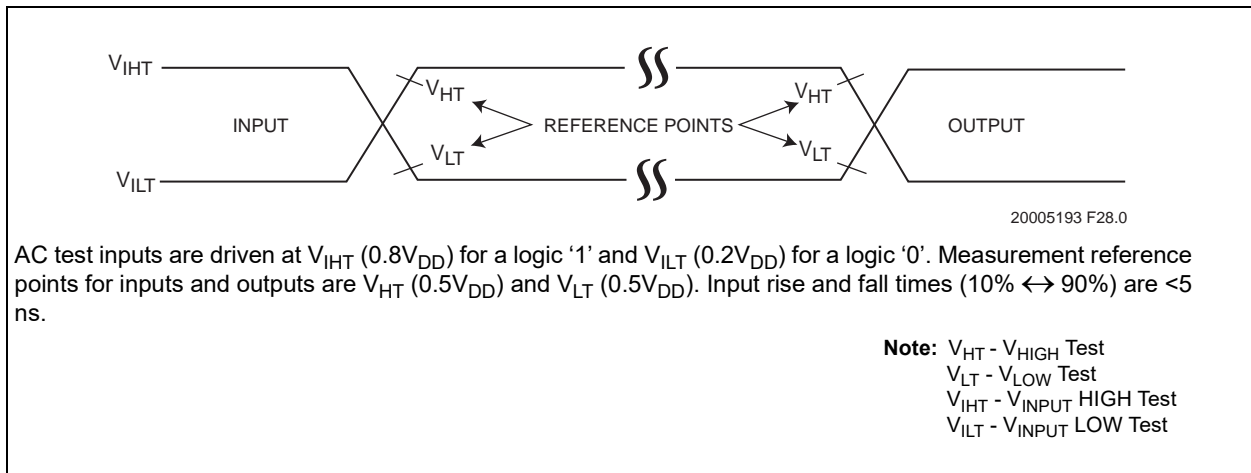 VIHT
VHT
VHT
INPUT
REFERENCE POINTS
OUTPUT
VLT
VLT
VILT
20005193 F28.0
AC test inputs are driven at VIHT (0.8VDD) for a logic ‘1’ and VILT (0.2VDD) for a logic ‘0’. Measurement reference
points for inputs and outputs are VHT (0.5VDD) and VLT (0.5VDD). Input rise and fall times (10% ↔ 90%) are <5
ns.
Note: VHT - VHIGH Test
VLT - VLOW Test
VIHT - VINPUT HIGH Test
VILT - VINPUT LOW Test